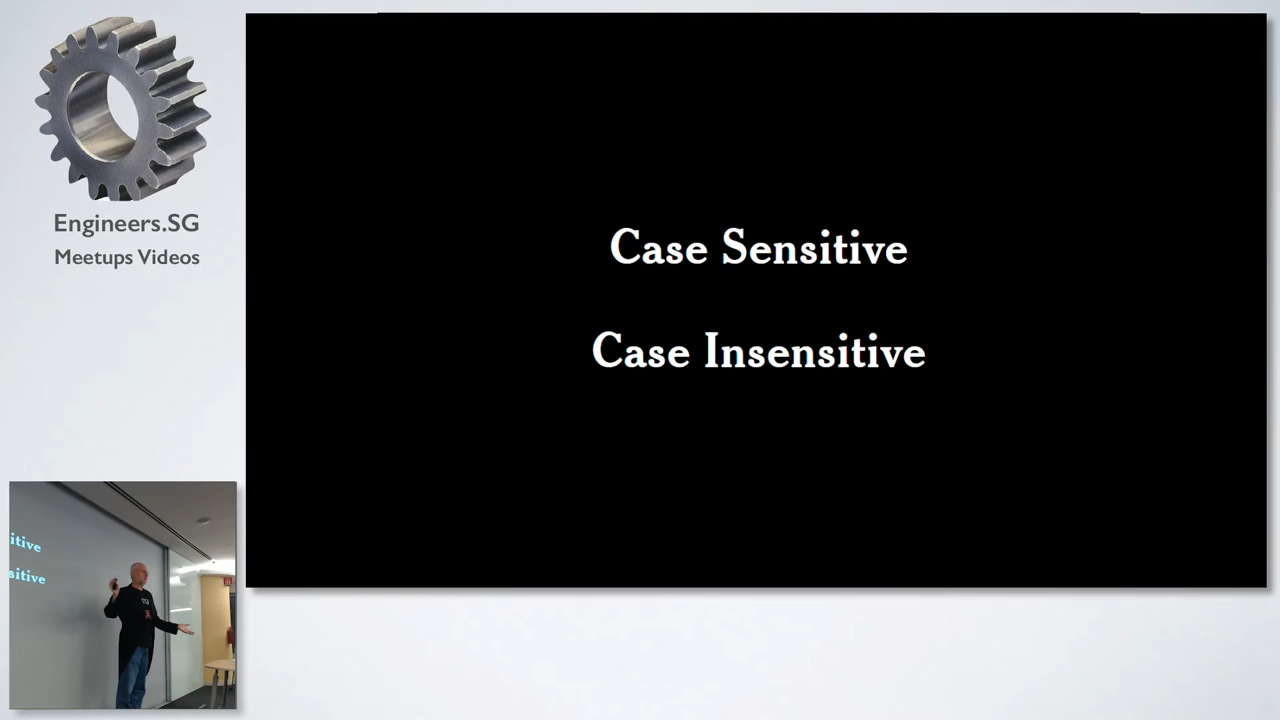 Engineers.SG
Meetups Videos
Case Sensitive
Case Insensitive
itive
sitive